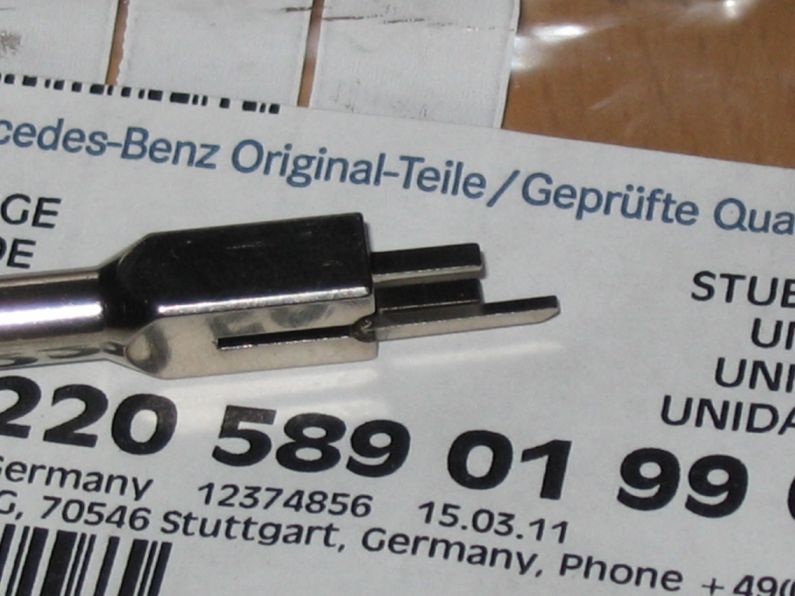 cedes-Benz Original-Teile/Geprüfte Qua
GE
DE
STUE
UN
UNI
UNIDA
220 589 01 99
Germany 12374856 15.03.11
G, 70546 Stuttgart, Germany, Phone +49(